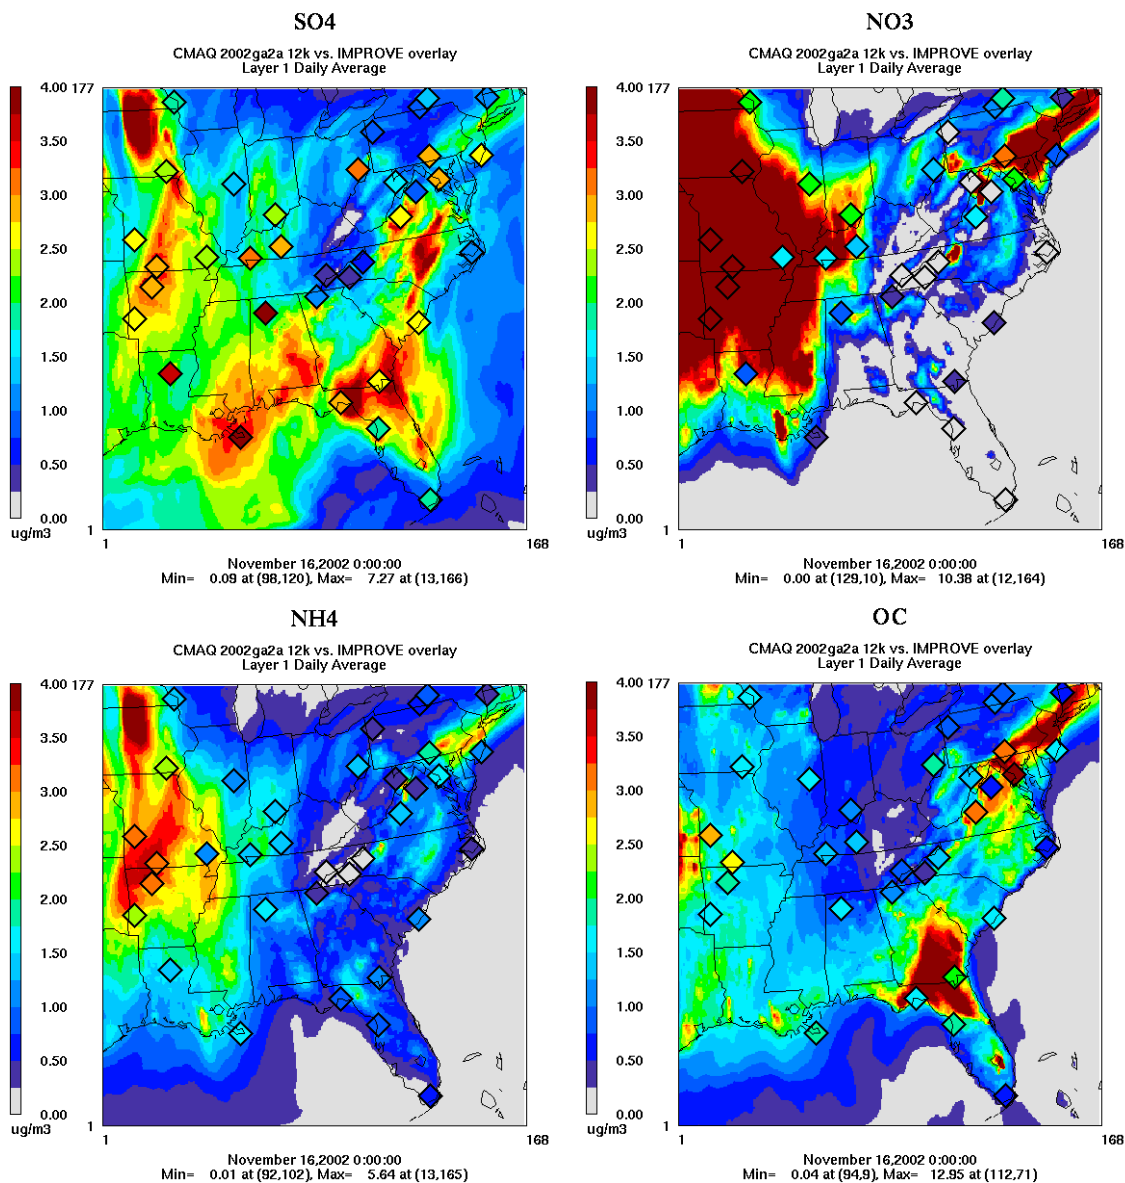 SO4
CMAQ 2002ga2a 12k vs. IMPROVE overlay
Layer 1 Daily Average
4.00 177
3.50
3.00
2.50
2.00
1.50
1.00
0.50
0.00
ug/m3
1
1 168
November 16,2002 0:00:00
Min= 0.09 at (98,120), Max= 7.27 at (13,166)
NO3
CMAQ 2002ga2a 12k vs. IMPROVE overlay
Layer 1 Daily Average
4.00 177
3.50
3.00
2.50
2.00
1.50
1.00
0.50
0.00
ug/m3
1
1 168
November 16,2002 0:00:00
Min= 0.00 at (129,10), Max= 10.38 at (12,164)
NH4
CMAQ 2002ga2a 12k vs. IMPROVE overlay
Layer 1 Daily Average
4.00 177
3.50
3.00
2.50
2.00
1.50
1.00
0.50
0.00
ug/m3
1
1 168
November 16,2002 0:00:00
Min= 0.01 at (92,102), Max= 5.64 at (13,165)
OC
CMAQ 2002ga2a 12k vs. IMPROVE overlay
Layer 1 Daily Average
4.00 177
3.50
3.00
2.50
2.00
1.50
1.00
0.50
0.00
ug/m3
1
1 168
November 16,2002 0:00:00
Min= 0.04 at (94,9), Max= 12.95 at (112,71)